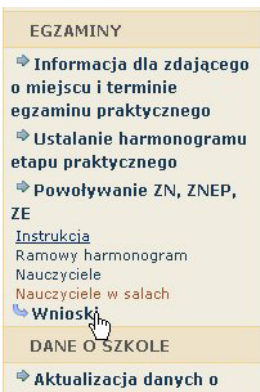 EGZAMINY
Informacja dla zdającego
o miejscu i terminie
egzaminu praktycznego
Ustalanie harmonogramu
etapu praktycznego
Powoływanie ZN, ZNEP,
ZE
Instrukcja
Ramowy harmonogram
Nauczyciele
Nauczyciele w salach
Wnioski
DANE O SZKOLE
Aktualizacja danych o